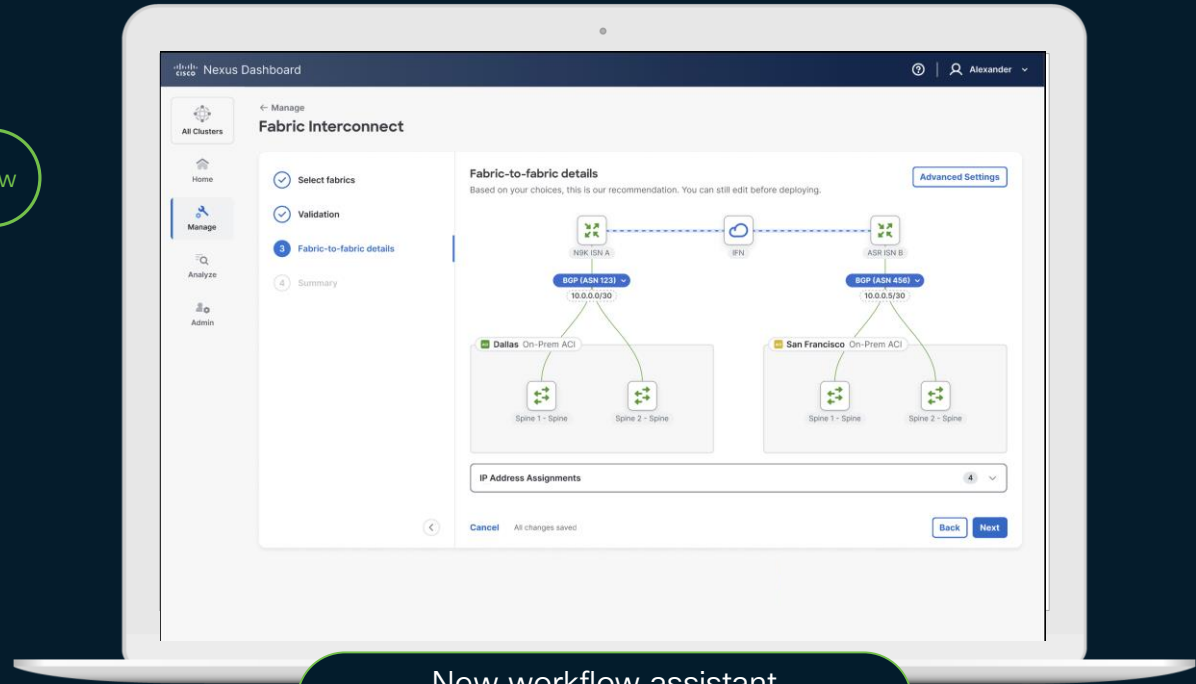 cisco Nexus Dashboard
Alexander
All Clusters
Home
Manage
Analyze
Admin
← Manage
Fabric Interconnect
Select fabrics
Validation
3 Fabric-to-fabric details
4 Summary
Fabric-to-fabric details
Based on your choices, this is our recommendation. You can still edit before deploying.
Advanced Settings
N9K ISN A
IFN
ASR ISN B
BGP (ASN 123)
BGP (ASN 456)
10.0.0.0/30
10.0.0.5/30
Dallas On-Prem ACI
San Francisco On-Prem ACI
Spine 1 - Spine
Spine 2 - Spine
Spine 1 - Spine
Spine 2 - Spine
IP Address Assignments 4
Cancel All changes saved
Back Next
New workflow assistant